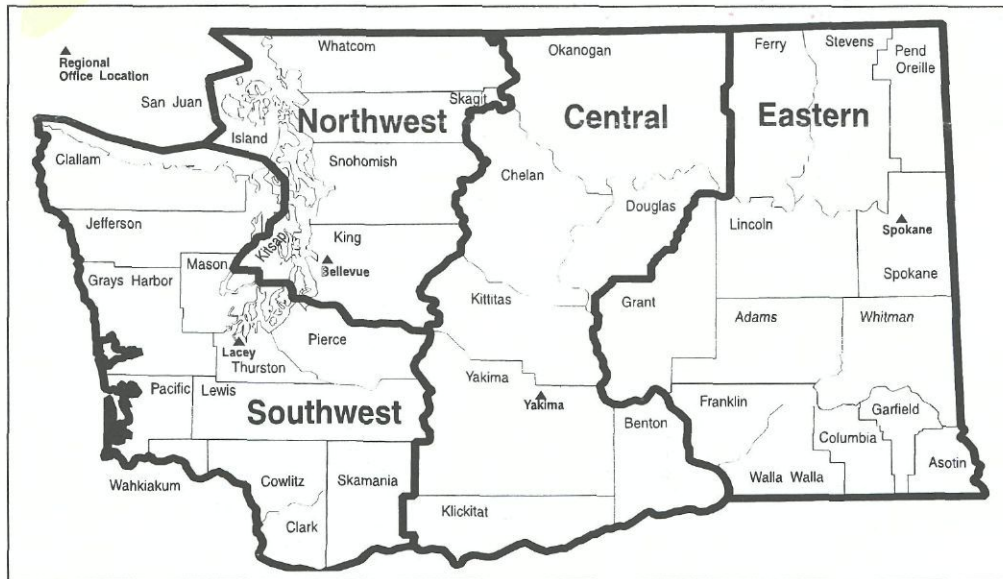 Whatcom
Okanogan
Ferry
Stevens
Pend
Oreille
Regional
Office Location
San Juan
Skagit
Northwest
Central
Eastern
Island
Clallam
Snohomish
Chelan
Douglas
Jefferson
Lincoln
Spokane
King
Kitsap
Mason
Bellevue
Spokane
Grays Harbor
Kittitas
Grant
Adams
Whitman
Pierce
Lacey
Thurston
Yakima
Pacific
Lewis
Yakima
Franklin
Garfield
Southwest
Benton
Columbia
Asotin
Wahkiakum
Cowlitz
Skamania
Walla Walla
Klickitat
Clark